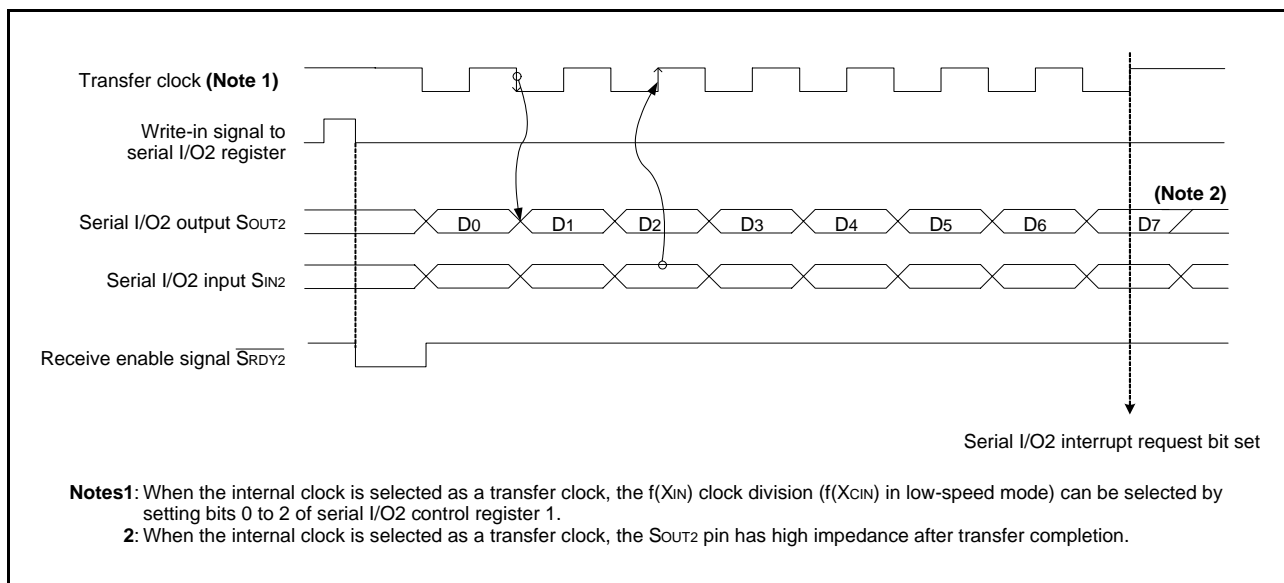 Transfer clock (Note 1)
Write-in signal to
serial I/O2 register
(Note 2)
Serial I/O2 output SOUT2
D0 D1 D2 D3 D4 D5 D6 D7
Serial I/O2 input SIN2
Receive enable signal SRDY2
Serial I/O2 interrupt request bit set
Notes1: When the internal clock is selected as a transfer clock, the f(XIN) clock division (f(XCIN) in low-speed mode) can be selected by
setting bits 0 to 2 of serial I/O2 control register 1.
2: When the internal clock is selected as a transfer clock, the SOUT2 pin has high impedance after transfer completion.